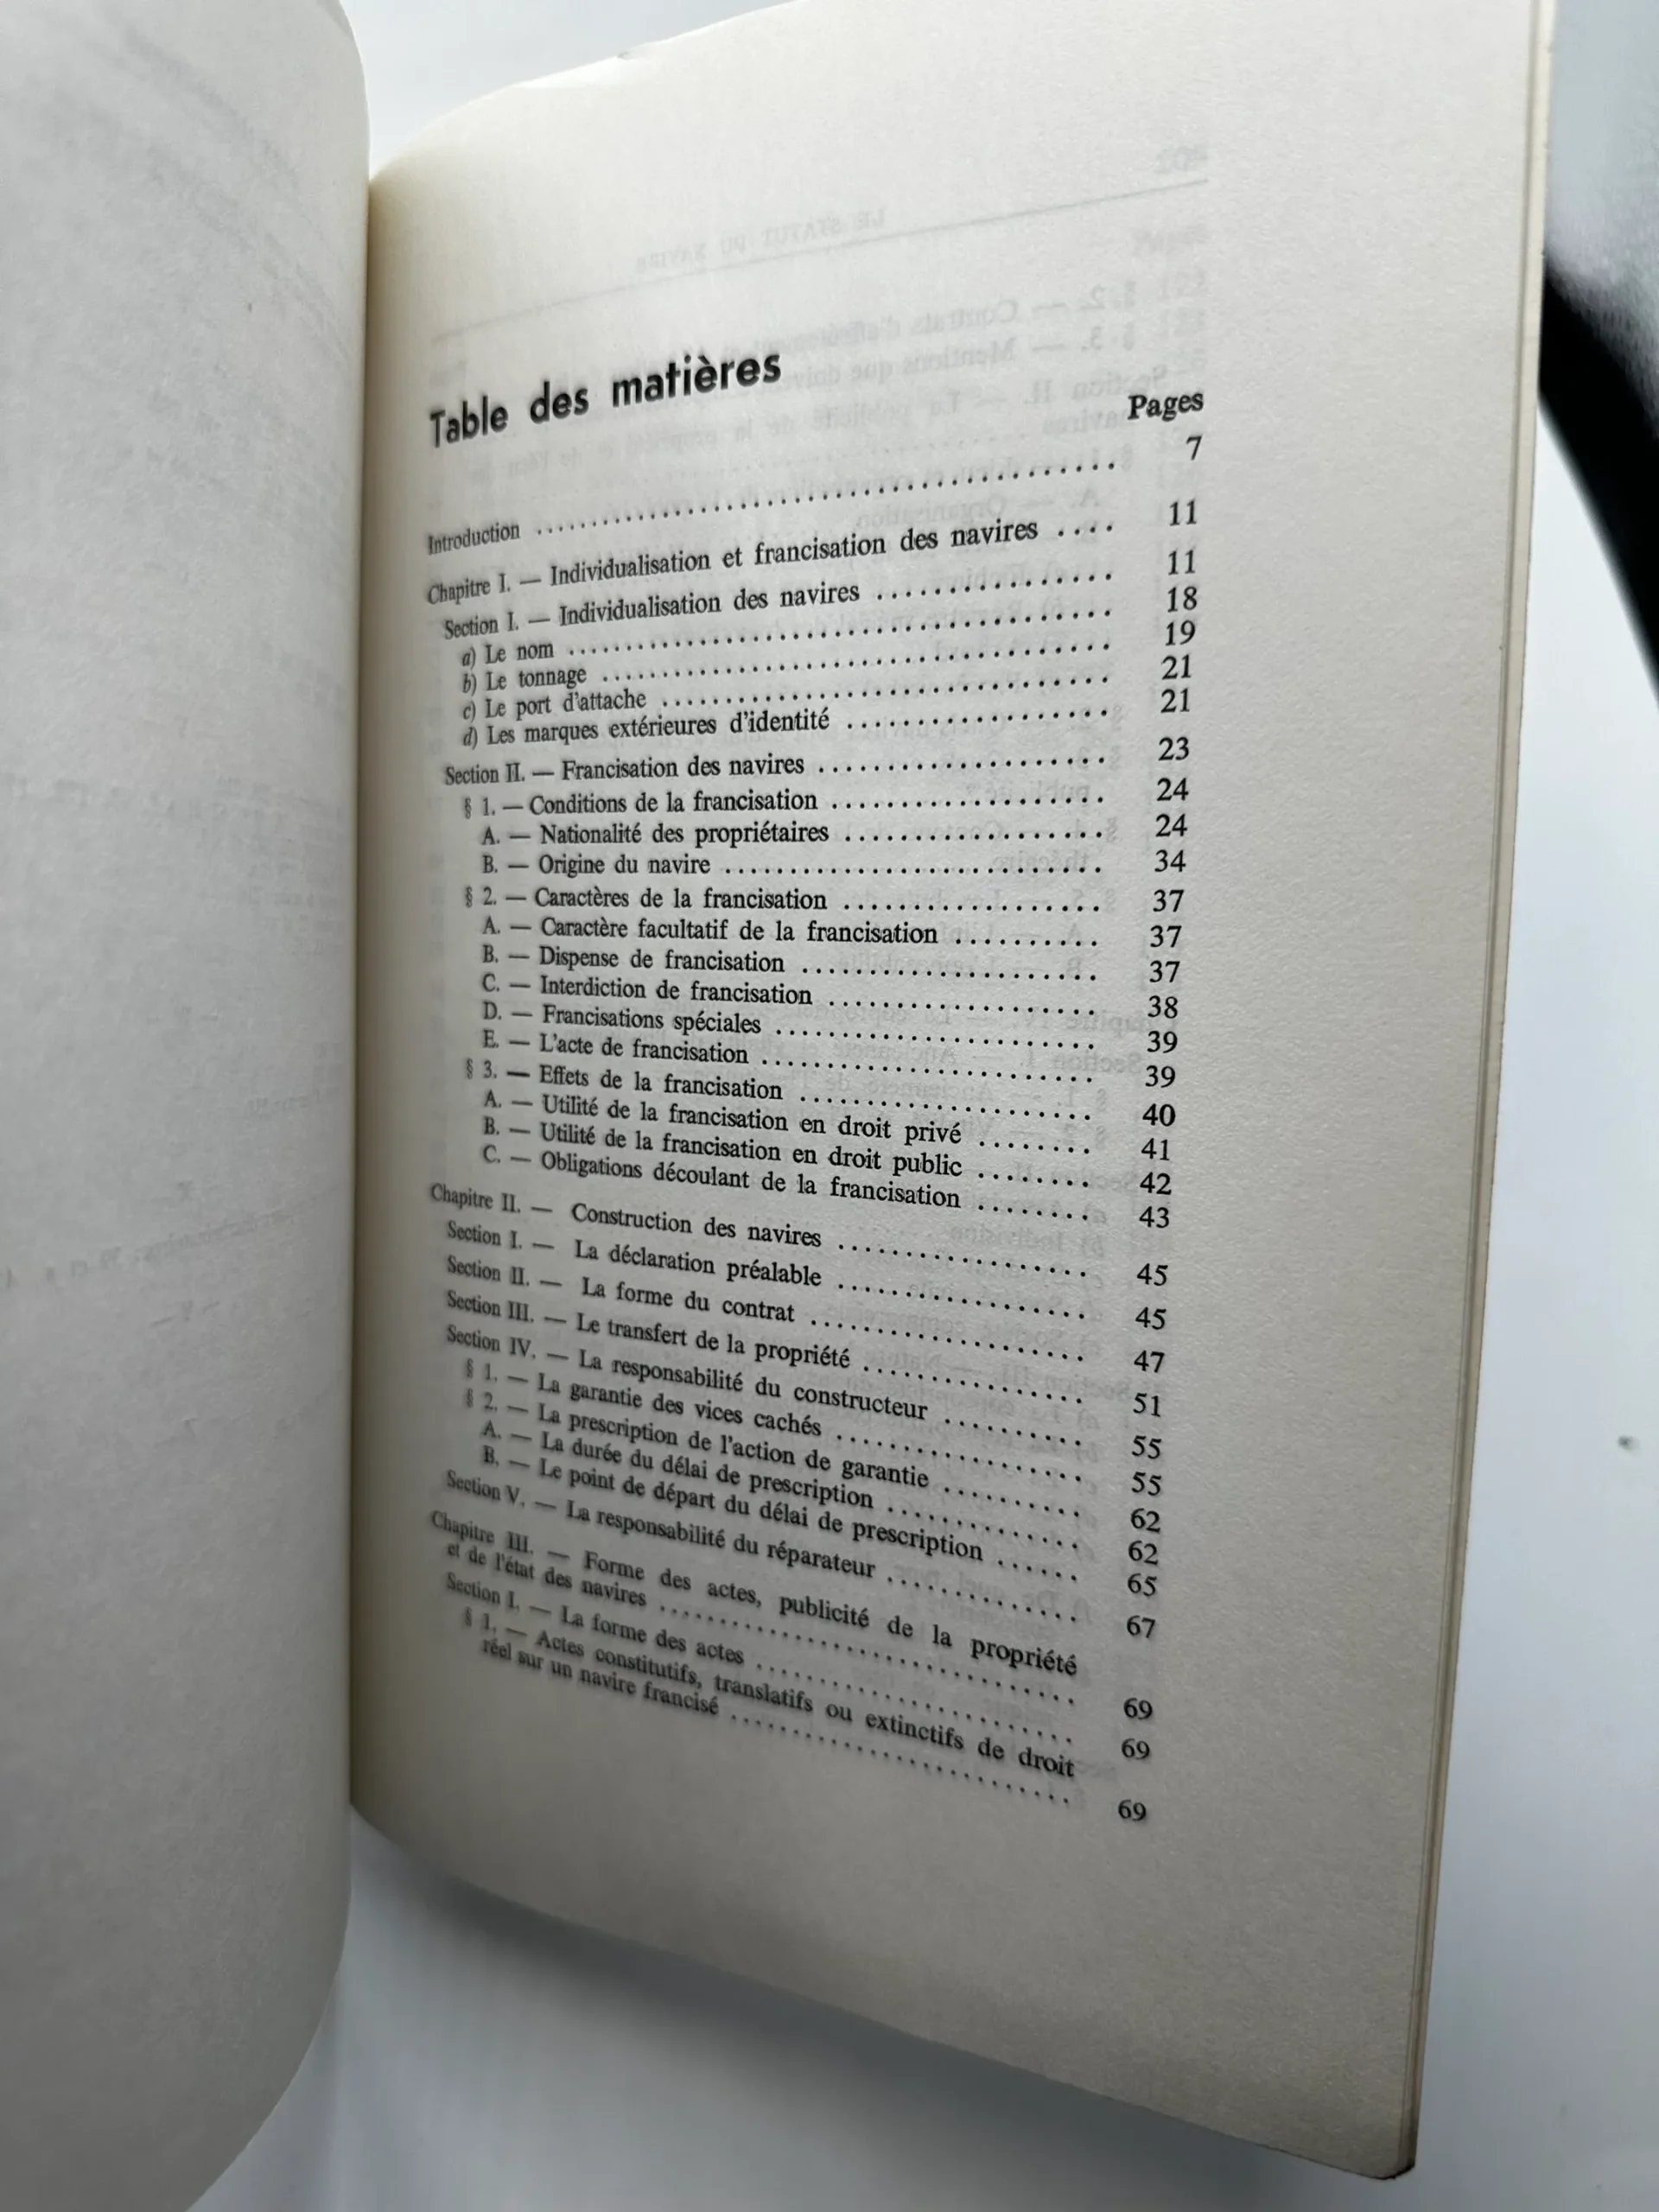 Table des matières
Pages
Introduction ........ 7
Chapitre I. — Individualisation et francisation des navires .... 11
Section I. — Individualisation des navires ........ 11
a) Le nom ........ 18
b) Le tonnage ........ 19
c) Le port d'attache ........ 21
d) Les marques extérieures d'identité ........ 21
Section II. — Francisation des navires ........ 23
§ 1. — Conditions de la francisation ........ 24
A. — Nationalité des propriétaires ........ 24
B. — Origine du navire ........ 34
§ 2. — Caractères de la francisation ........ 37
A. — Caractère facultatif de la francisation ........ 37
B. — Dispense de francisation ........ 37
C. — Interdiction de francisation ........ 38
D. — Francisations spéciales ........ 39
E. — L'acte de francisation ........ 39
§ 3. — Effets de la francisation ........ 40
A. — Utilité de la francisation en droit privé ........ 41
B. — Utilité de la francisation en droit public ........ 42
C. — Obligations découlant de la francisation ........ 43
Chapitre II. — Construction des navires ........ 45
Section I. — La déclaration préalable ........ 45
Section II. — La forme du contrat ........ 47
Section III. — Le transfert de la propriété ........ 51
Section IV. — La responsabilité du constructeur ........ 55
§ 1. — La garantie des vices cachés ........ 55
§ 2. — La prescription de l'action de garantie ........ 62
A. — La durée du délai de prescription ........ 62
B. — Le point de départ du délai de prescription ........ 65
Section V. — La responsabilité du réparateur ........ 67
Chapitre III. — Forme des actes, publicité de la propriété
et de l'état des navires ........ 69
Section I. — La forme des actes ........ 69
§ 1. — Actes constitutifs, translatifs ou extinctifs de droit
réel sur un navire francisé ........ 69